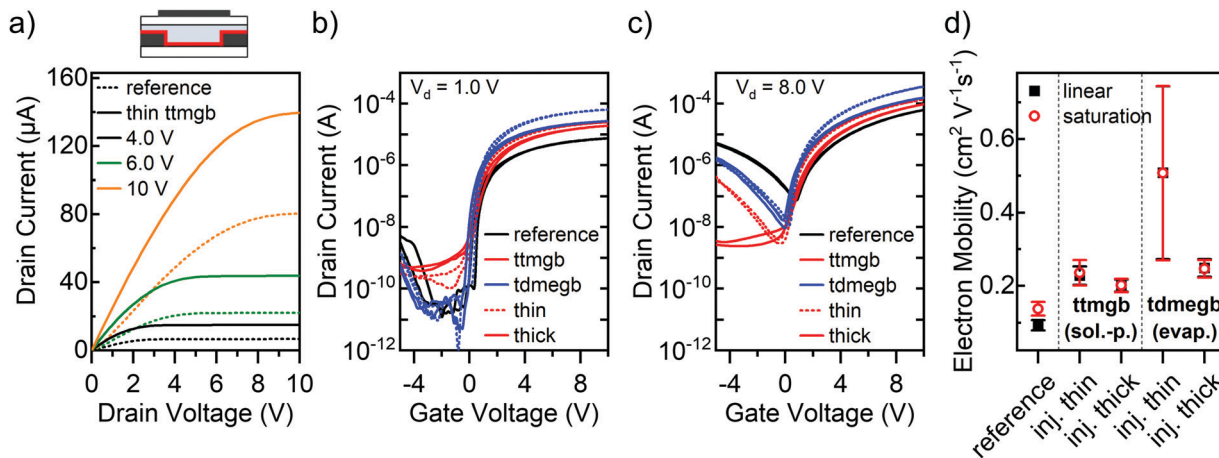 a)
160
120
80
40
0
Drain Current (µA)
reference
thin ttmgb
4.0 V
6.0 V
10 V
0 2 4 6 8 10
Drain Voltage (V)
b)
V_d = 1.0 V
10^-4
10^-6
10^-8
10^-10
10^-12
Drain Current (A)
reference
ttmgb
tdmegb
thin
thick
-4 0 4 8
Gate Voltage (V)
c)
V_d = 8.0 V
10^-4
10^-6
10^-8
10^-10
10^-12
Drain Current (A)
reference
ttmgb
tdmegb
thin
thick
-4 0 4 8
Gate Voltage (V)
d)
linear
saturation
0.6
0.4
0.2
Electron Mobility (cm² V⁻¹s⁻¹)
ttmgb
(sol.-p.)
tdmegb
(evap.)
reference
inj. thin
inj. thick
inj. thin
inj. thick